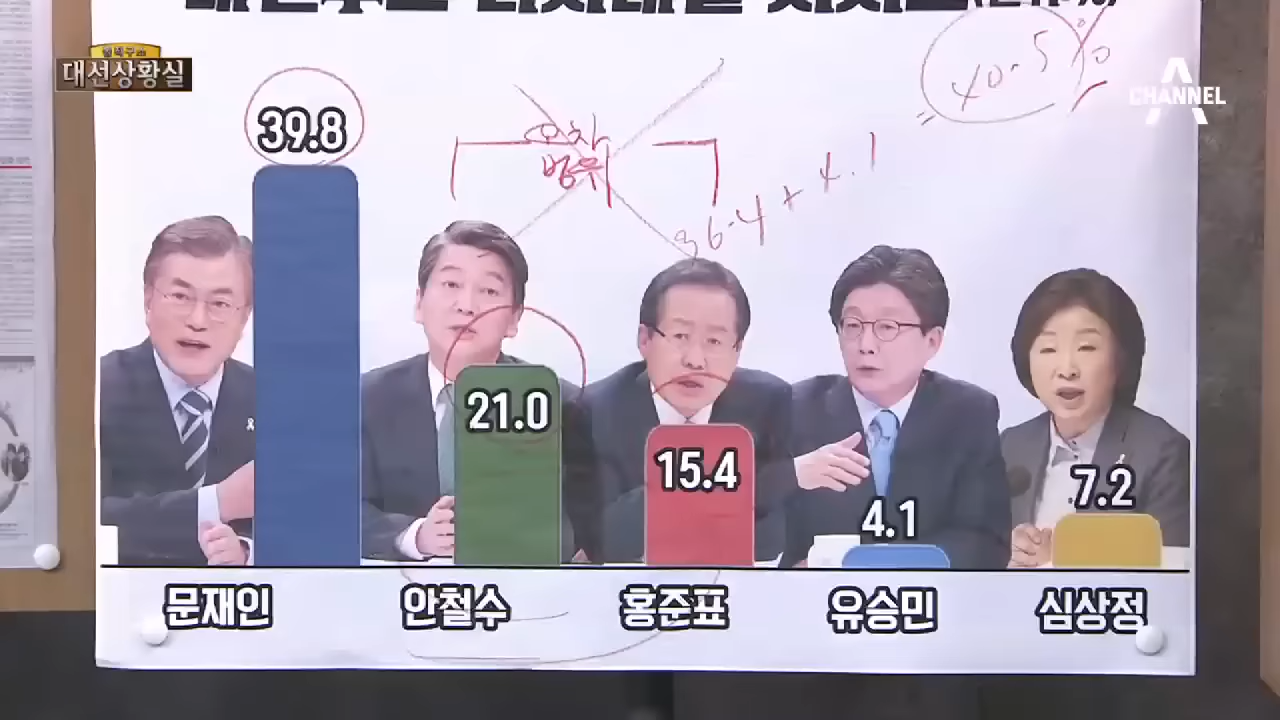 대선상황실
CHANNEL
40.5%
39.8
오차
범위
36.4 + 4.1
21.0
15.4
4.1
7.2
문재인
안철수
홍준표
유승민
심상정